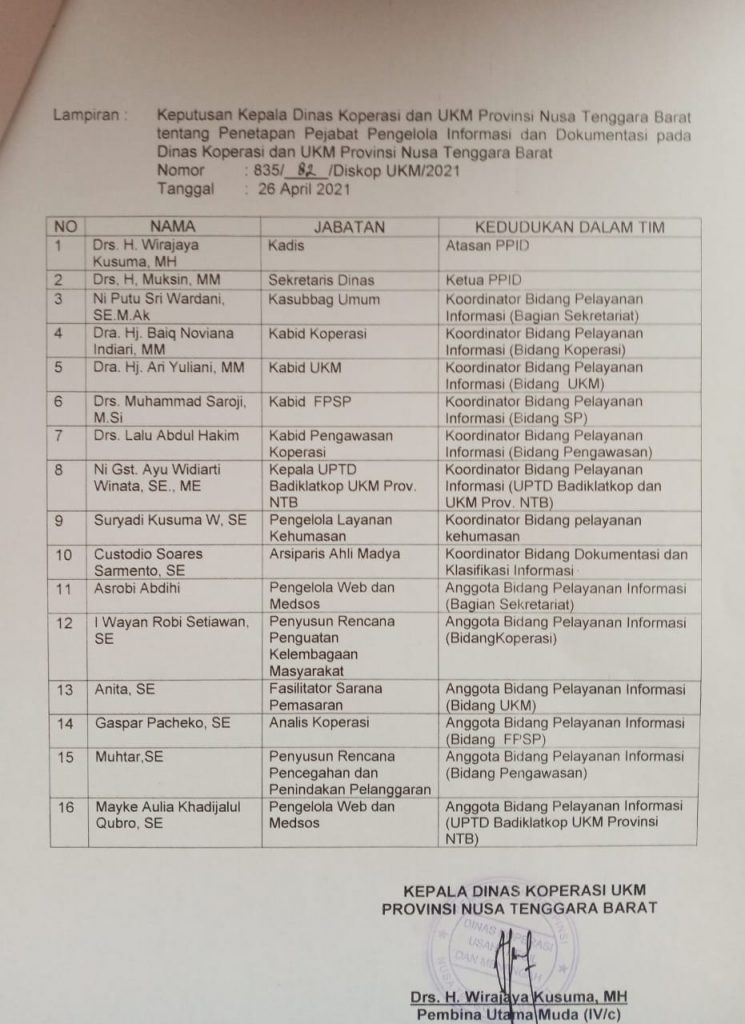 Lampiran : Keputusan Kepala Dinas Koperasi dan UKM Provinsi Nusa Tenggara Barat
tentang Penetapan Pejabat Pengelola Informasi dan Dokumentasi pada
Dinas Koperasi dan UKM Provinsi Nusa Tenggara Barat
Nomor : 835/ 82 /Diskop UKM/2021
Tanggal : 26 April 2021
NO NAMA JABATAN KEDUDUKAN DALAM TIM
1 Drs. H. Wirajaya Kadis Atasan PPID
Kusuma, MH
2 Drs, H, Muksin, MM Sekretaris Dinas Ketua PPID
3 Ni Putu Sri Wardani, Kasubbag Umum Koordinator Bidang Pelayanan
SE.M.Ak Informasi (Bagian Sekretariat)
4 Dra. Hj. Baiq Noviana Kabid Koperasi Koordinator Bidang Pelayanan
Indiari, MM Informasi (Bidang Koperasi)
5 Dra. Hj. Ari Yuliani, MM Kabid UKM Koordinator Bidang Pelayanan
Informasi (Bidang UKM)
6 Drs. Muhammad Saroji, Kabid FPSP Koordinator Bidang Pelayanan
M.Si Informasi (Bidang SP)
7 Drs. Lalu Abdul Hakim Kabid Pengawasan Koordinator Bidang Pelayanan
Koperasi Informasi (Bidang Pengawasan)
8 Ni Gst. Ayu Widiarti Kepala UPTD Koordinator Bidang Pelayanan
Winata, SE., ME Badiklatkop UKM Prov. Informasi (UPTD Badiklatkop dan
NTB UKM Prov. NTB)
9 Suryadi Kusuma W, SE Pengelola Layanan Koordinator Bidang pelayanan
Kehumasan kehumasan
10 Custodio Soares Arsiparis Ahli Madya Koordinator Bidang Dokumentasi dan
Sarmento, SE Klasifikasi Informasi
11 Asrobi Abdihi Pengelola Web dan Anggota Bidang Pelayanan Informasi
Medsos (Bagian Sekretariat)
12 I Wayan Robi Setiawan, Penyusun Rencana Anggota Bidang Pelayanan Informasi
SE Penguatan (BidangKoperasi)
Kelembagaan
Masyarakat
13 Anita, SE Fasilitator Sarana Anggota Bidang Pelayanan Informasi
Pemasaran (Bidang UKM)
14 Gaspar Pacheko, SE Analis Koperasi Anggota Bidang Pelayanan Informasi
(Bidang FPSP)
15 Muhtar,SE Penyusun Rencana Anggota Bidang Pelayanan Informasi
Pencegahan dan (Bidang Pengawasan)
Penindakan Pelanggaran
16 Mayke Aulia Khadijalul Pengelola Web dan Anggota Bidang Pelayanan Informasi
Qubro, SE Medsos (UPTD Badiklatkop UKM Provinsi
NTB)
KEPALA DINAS KOPERASI UKM
PROVINSI NUSA TENGGARA BARAT
Drs. H. Wirajaya Kusuma, MH
Pembina Utama Muda (IV/c)